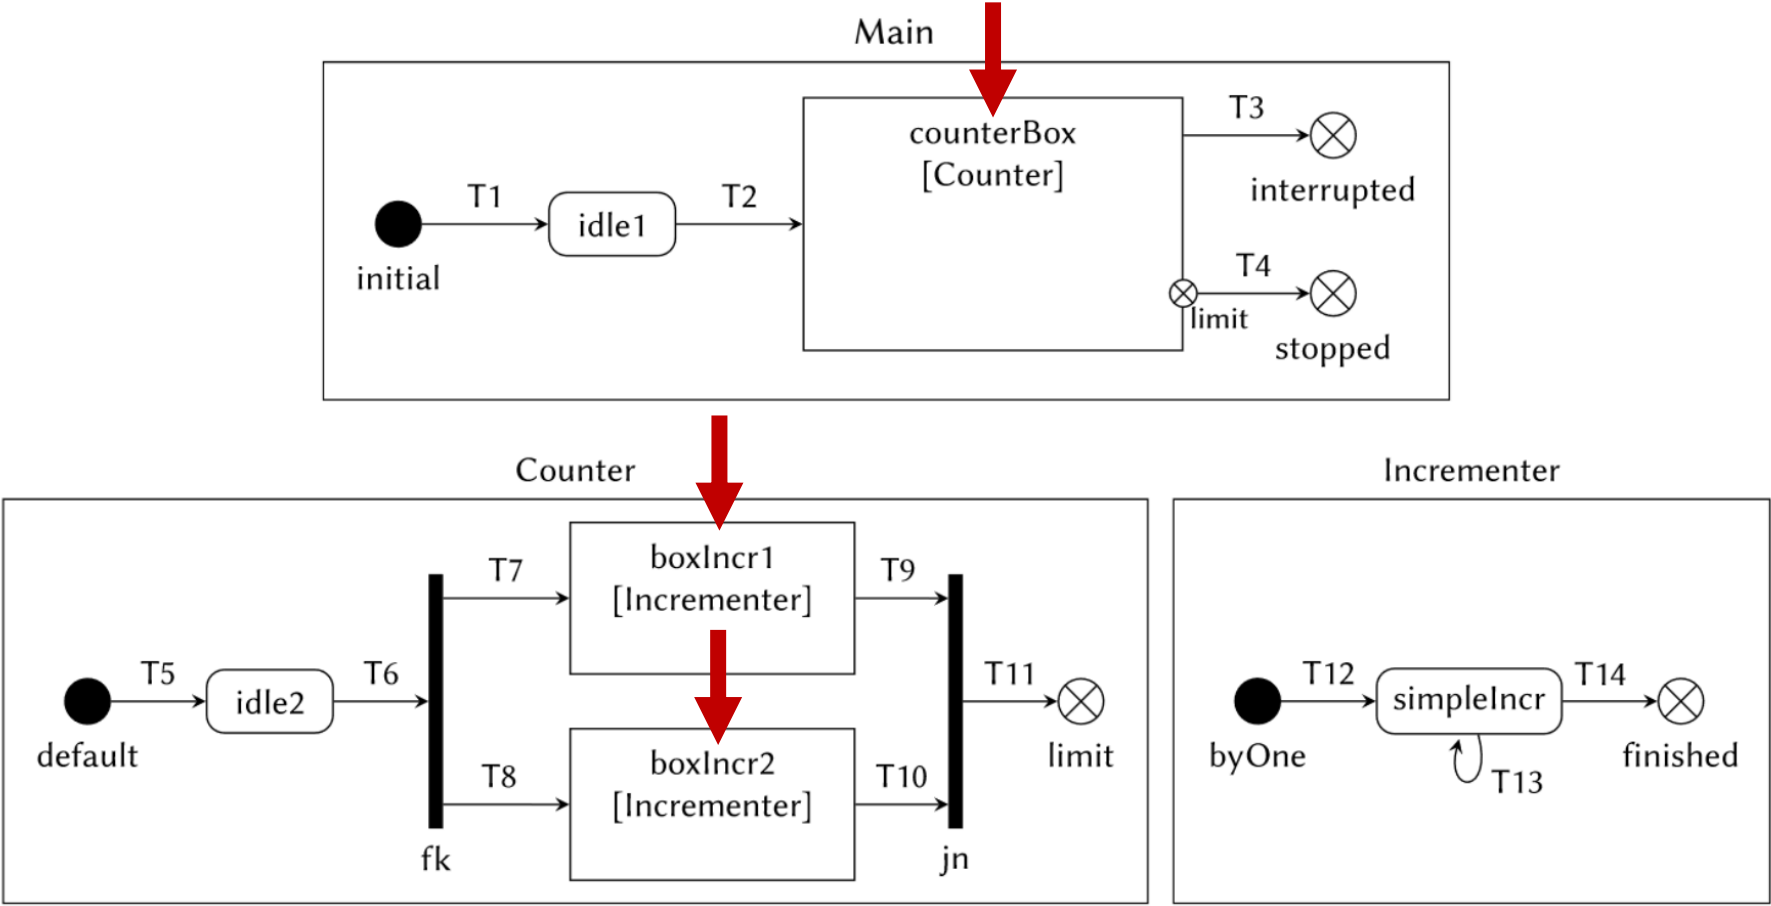 Main
T1
T2
T3
T4
idle1
initial
counterBox
[Counter]
interrupted
limit
stopped
Counter
T5
T6
T7
T8
T9
T10
T11
default
idle2
fk
boxIncr1
[Incrementer]
boxIncr2
[Incrementer]
jn
limit
Incrementer
T12
T14
simpleIncr
byOne
T13
finished